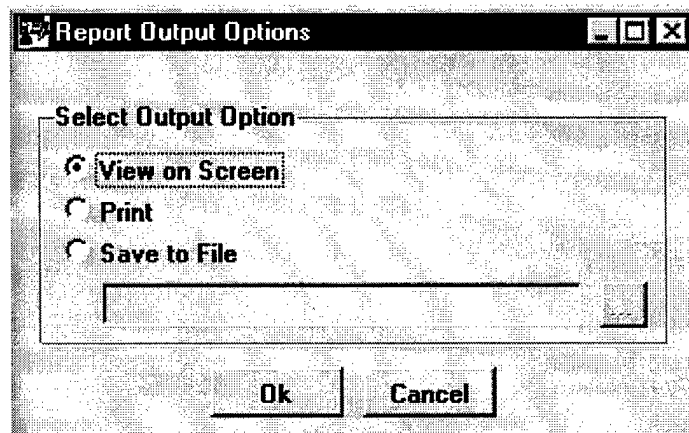 Report Output Options
Select Output Option
View on Screen
Print
Save to File
...
Ok
Cancel